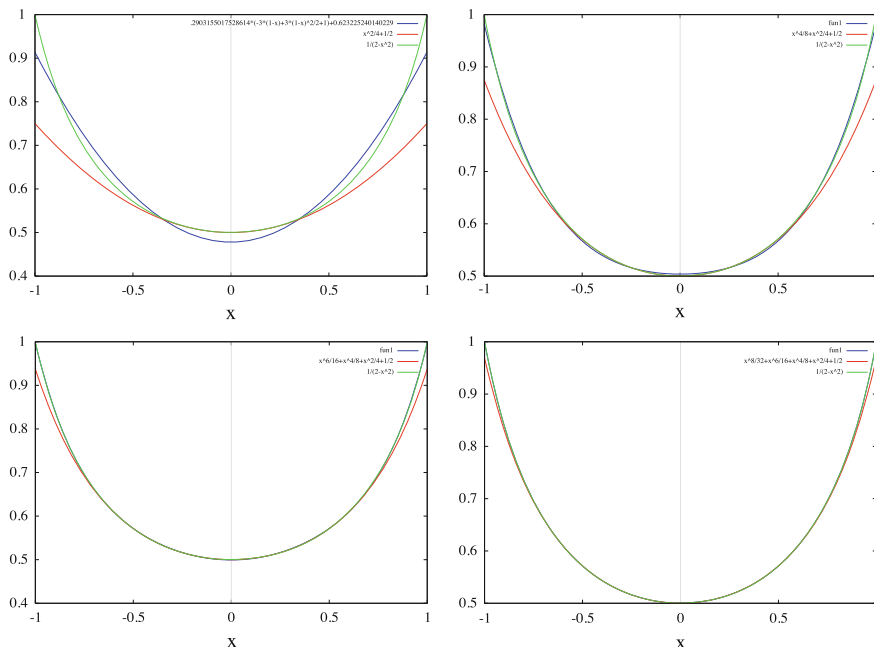 .2903155017528614*(-3*(1-x)+3*(1-x)^2/2+1)+0.623225240140229
x^2/4+1/2
1/(2-x^2)
1
0.9
0.8
0.7
0.6
0.5
0.4
-1
-0.5
0
0.5
1
x
fun1
x^4/8+x^2/4+1/2
1/(2-x^2)
1
0.9
0.8
0.7
0.6
0.5
-1
-0.5
0
0.5
x
fun1
x^6/16+x^4/8+x^2/4+1/2
1/(2-x^2)
1
0.9
0.8
0.7
0.6
0.5
0.4
-1
-0.5
0
0.5
1
x
fun1
x^8/32+x^6/16+x^4/8+x^2/4+1/2
1/(2-x^2)
1
0.9
0.8
0.7
0.6
0.5
-1
-0.5
0
0.5
x